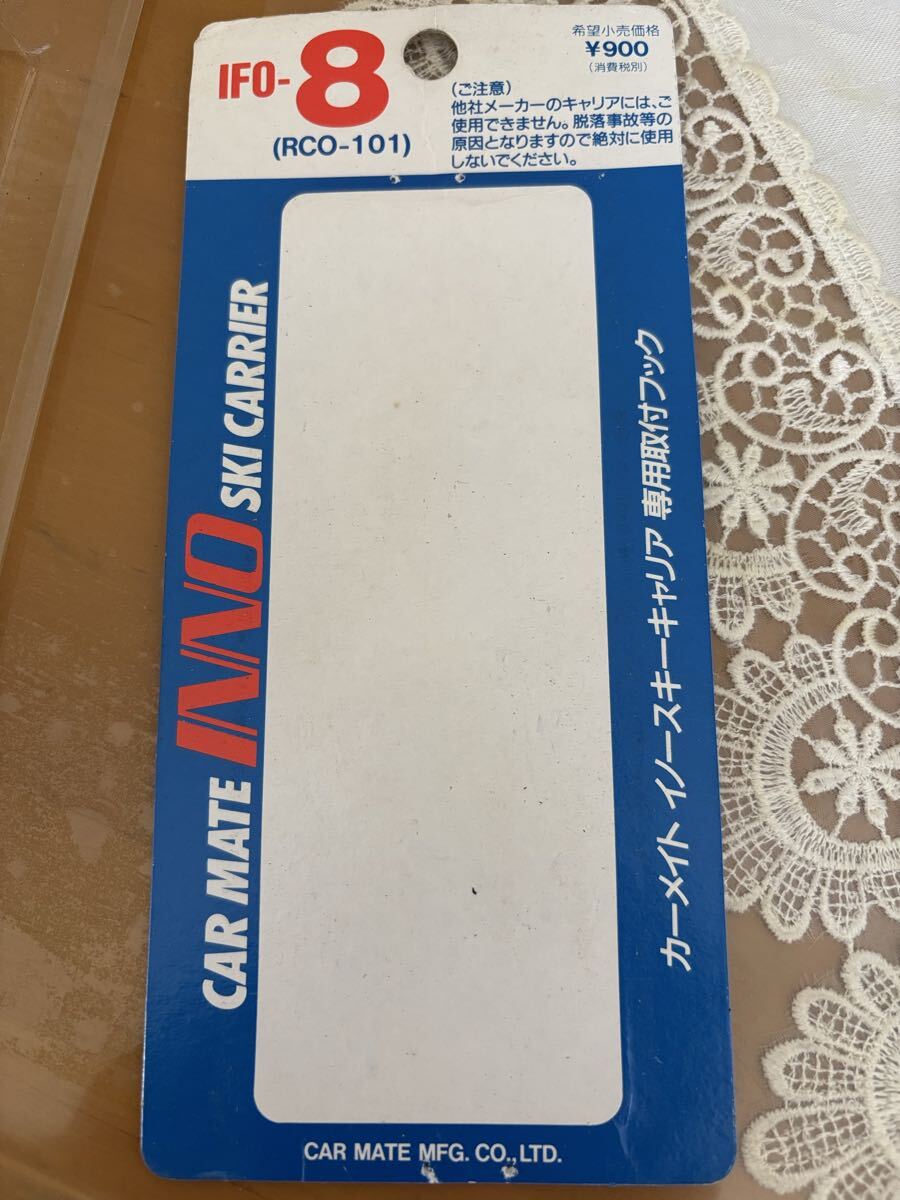 IFO-8
(RCO-101)
希望小売価格
¥900
(消費税別)
(ご注意)
他社メーカーのキャリアには、ご
使用できません。脱落事故等の
原因となりますので絶対に使用
しないでください。
CAR MATE INNO SKI CARRIER
カーメイト イノースキーキャリア 専用取付フック
CAR MATE MFG. CO.,LTD.